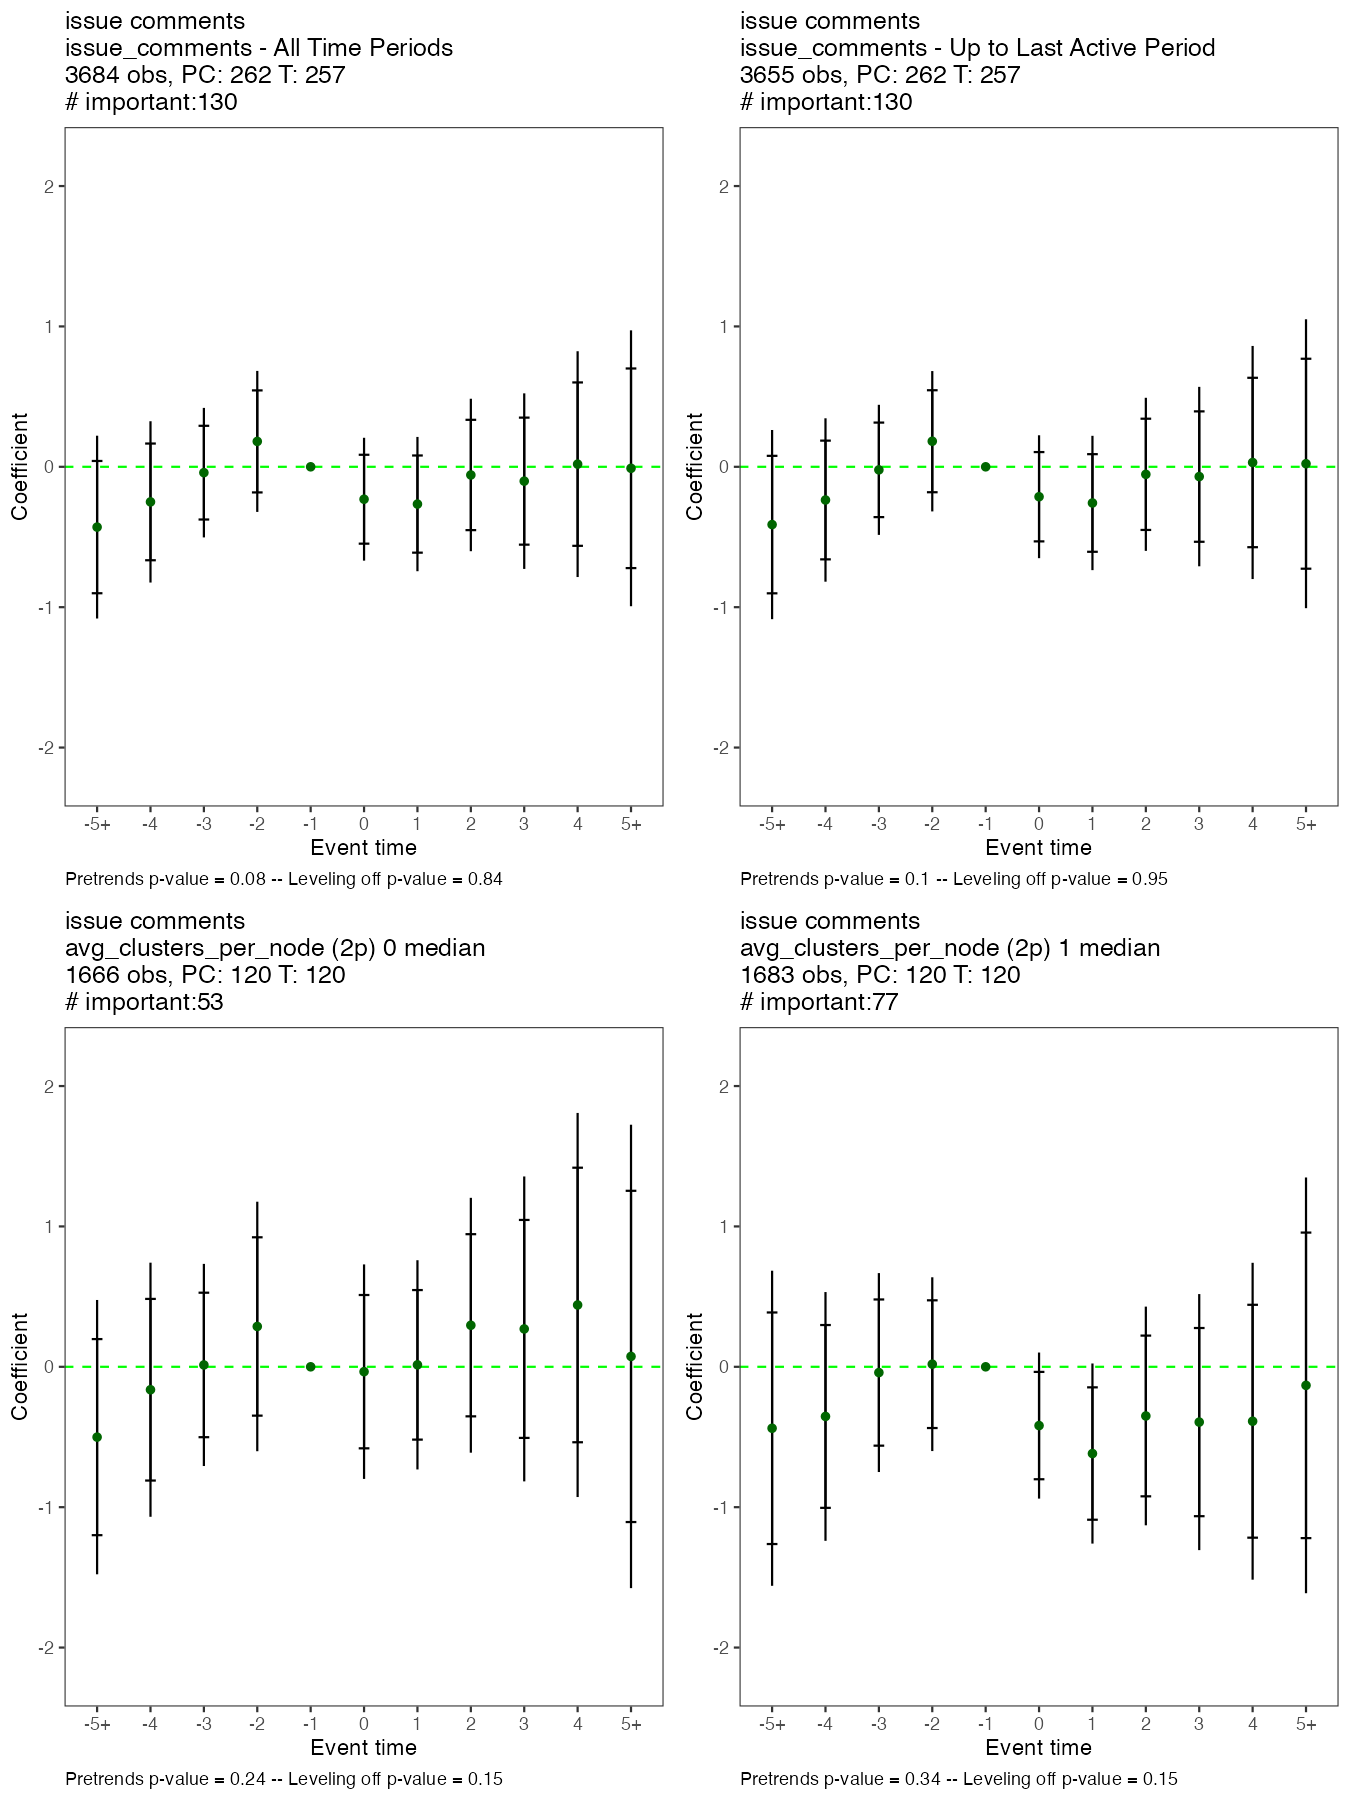 issue comments
issue_comments - All Time Periods
3684 obs, PC: 262 T: 257
# important:130
2
1
0
-1
-2
Coefficient
-5+ -4 -3 -2 -1 0 1 2 3 4 5+
Event time
Pretrends p-value = 0.08 -- Leveling off p-value = 0.84
issue comments
issue_comments - Up to Last Active Period
3655 obs, PC: 262 T: 257
# important:130
2
1
0
-1
-2
Coefficient
-5+ -4 -3 -2 -1 0 1 2 3 4 5+
Event time
Pretrends p-value = 0.1 -- Leveling off p-value = 0.95
issue comments
avg_clusters_per_node (2p) 0 median
1666 obs, PC: 120 T: 120
# important:53
2
1
0
-1
-2
Coefficient
-5+ -4 -3 -2 -1 0 1 2 3 4 5+
Event time
Pretrends p-value = 0.24 -- Leveling off p-value = 0.15
issue comments
avg_clusters_per_node (2p) 1 median
1683 obs, PC: 120 T: 120
# important:77
2
1
0
-1
-2
Coefficient
-5+ -4 -3 -2 -1 0 1 2 3 4 5+
Event time
Pretrends p-value = 0.34 -- Leveling off p-value = 0.15